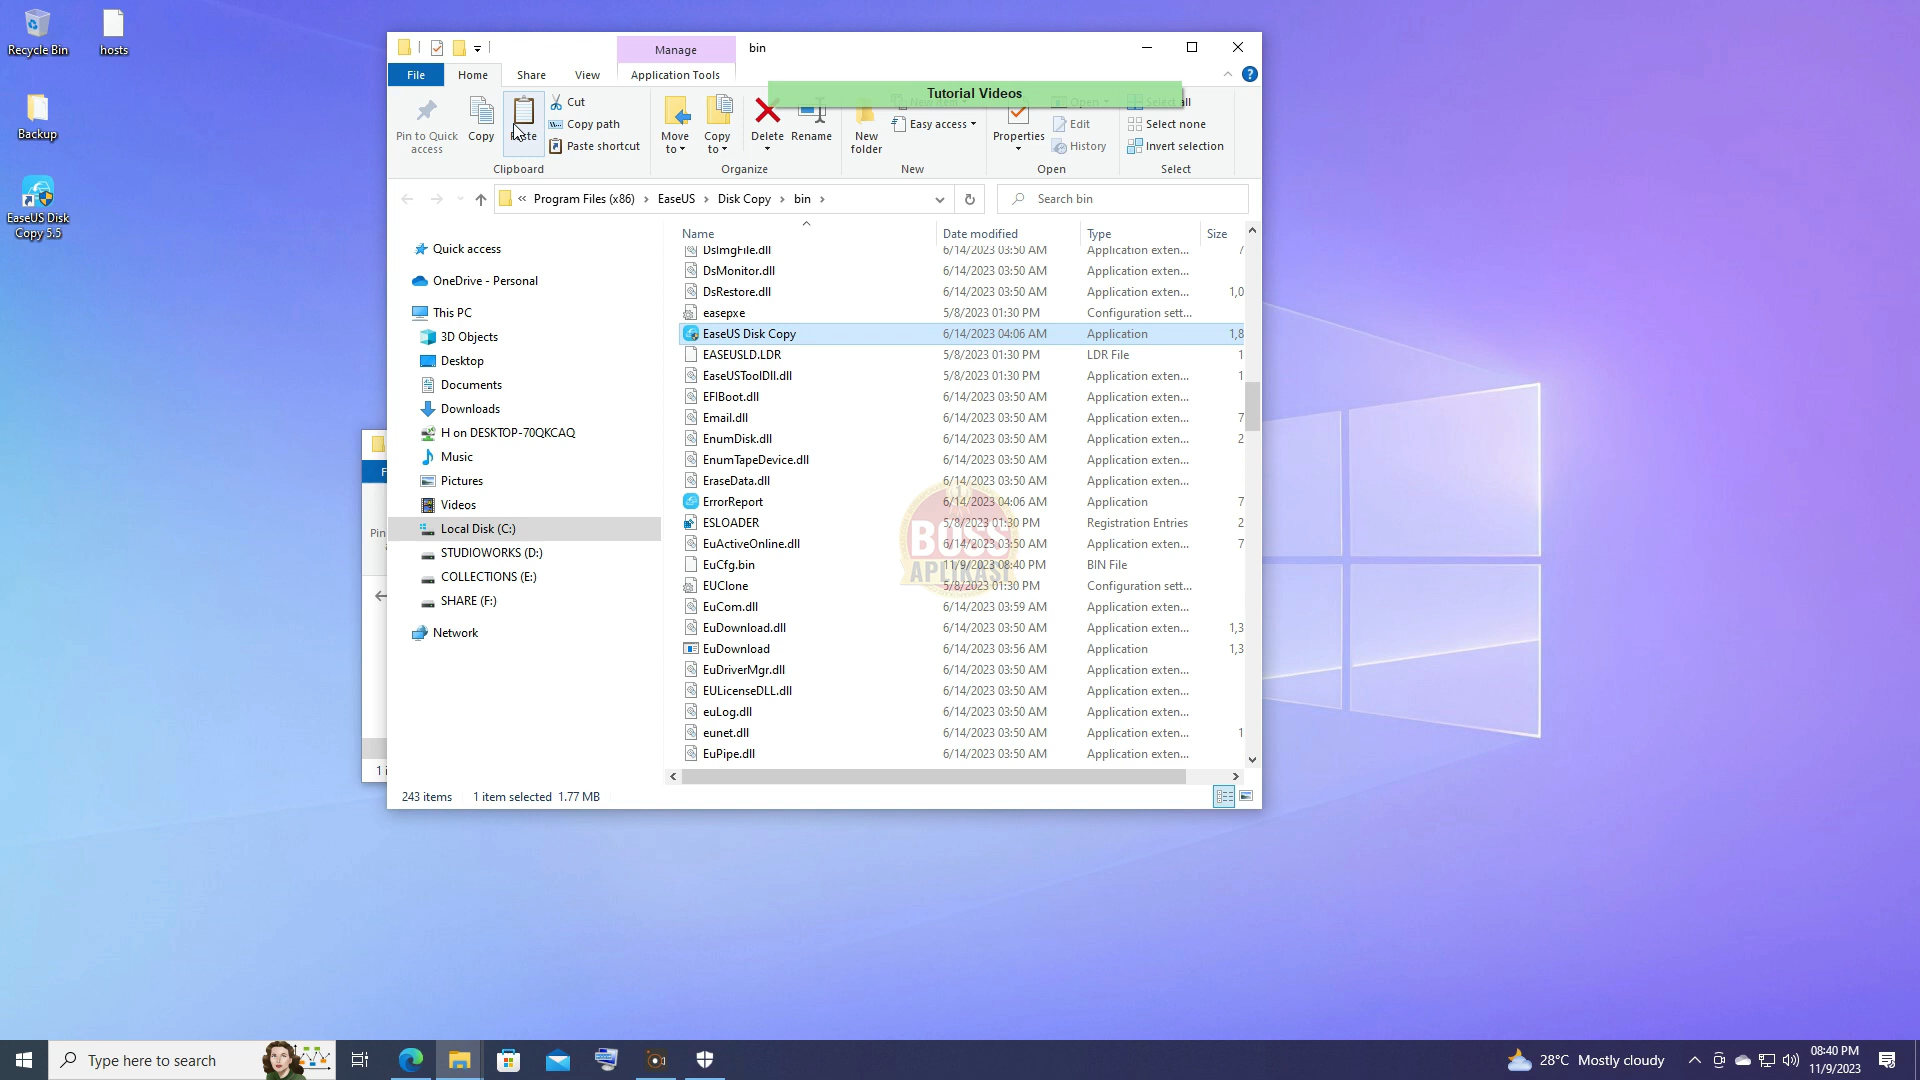 Recycle Bin
hosts
Backup
EaseUS Disk
Copy 5.5
Manage
bin
File
Home
Share
View
Application Tools
Tutorial Videos
Pin to Quick
access
Copy
Cut
Copy path
Paste shortcut
Clipboard
Move
to
Copy
to
Delete
Rename
Organize
New
folder
Easy access
New
Properties
Edit
History
Open
Select none
Invert selection
Select
« Program Files (x86) › EaseUS › Disk Copy › bin ›
Search bin
Quick access
OneDrive - Personal
This PC
3D Objects
Desktop
Documents
Downloads
H on DESKTOP-70QKCAQ
Music
Pictures
Videos
Local Disk (C:)
STUDIOWORKS (D:)
COLLECTIONS (E:)
SHARE (F:)
Network
Name Date modified Type Size
DsImgFile.dll 6/14/2023 03:50 AM Application exten...
DsMonitor.dll 6/14/2023 03:50 AM Application exten...
DsRestore.dll 6/14/2023 03:50 AM Application exten... 1,0
easepxe 5/8/2023 01:30 PM Configuration sett...
EaseUS Disk Copy 6/14/2023 04:06 AM Application 1,8
EASEUSLD.LDR 5/8/2023 01:30 PM LDR File 1
EaseUSToolDll.dll 5/8/2023 01:30 PM Application exten... 1
EFIBoot.dll 6/14/2023 03:50 AM Application exten...
Email.dll 6/14/2023 03:50 AM Application exten... 7
EnumDisk.dll 6/14/2023 03:50 AM Application exten... 2
EnumTapeDevice.dll 6/14/2023 03:50 AM Application exten...
EraseData.dll 6/14/2023 03:50 AM Application exten...
ErrorReport 6/14/2023 04:06 AM Application 7
ESLOADER 5/8/2023 01:30 PM Registration Entries 2
EuActiveOnline.dll 6/14/2023 03:50 AM Application exten... 7
EuCfg.bin 11/9/2023 08:40 PM BIN File
EUClone 5/8/2023 01:30 PM Configuration sett...
EuCom.dll 6/14/2023 03:59 AM Application exten...
EuDownload.dll 6/14/2023 03:50 AM Application exten... 1,3
EuDownload 6/14/2023 03:56 AM Application 1,3
EuDriverMgr.dll 6/14/2023 03:50 AM Application exten...
EULicenseDLL.dll 6/14/2023 03:50 AM Application exten...
euLog.dll 6/14/2023 03:50 AM Application exten...
eunet.dll 6/14/2023 03:50 AM Application exten... 1
EuPipe.dll 6/14/2023 03:50 AM Application exten...
BOSS
APLIKASI
243 items 1 item selected 1.77 MB
Type here to search
28°C Mostly cloudy
08:40 PM
11/9/2023